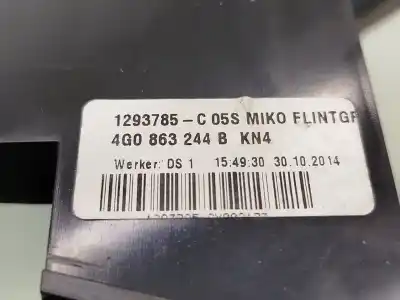 1293785-C 05S MIKO FLINTGR
4G0 863 244 B KN4
Werker: DS 1 15:49:30 30.10.2014